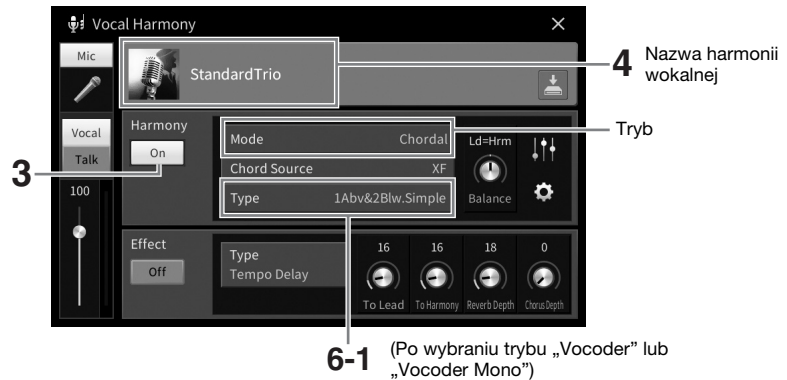 Vocal Harmony
Mic
StandardTrio
4 Nazwa harmonii
wokalnej
Vocal
Talk
Harmony
On
3
Mode Chordal
Tryb
Chord Source XF
Type 1Abv&2Blw.Simple
Ld=Hrm
Balance
100
Effect
Off
Type
Tempo Delay
16 16 18 0
To Lead To Harmony Reverb Depth Chorus Depth
6-1 (Po wybraniu trybu „Vocoder” lub
„Vocoder Mono”)